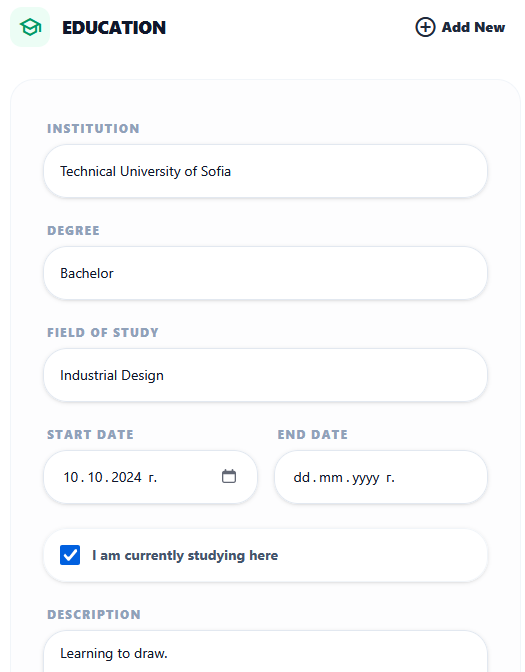 EDUCATION
Add New
INSTITUTION
Technical University of Sofia
DEGREE
Bachelor
FIELD OF STUDY
Industrial Design
START DATE
END DATE
10.10.2024 г.
dd.mm.yyyy г.
I am currently studying here
DESCRIPTION
Learning to draw.